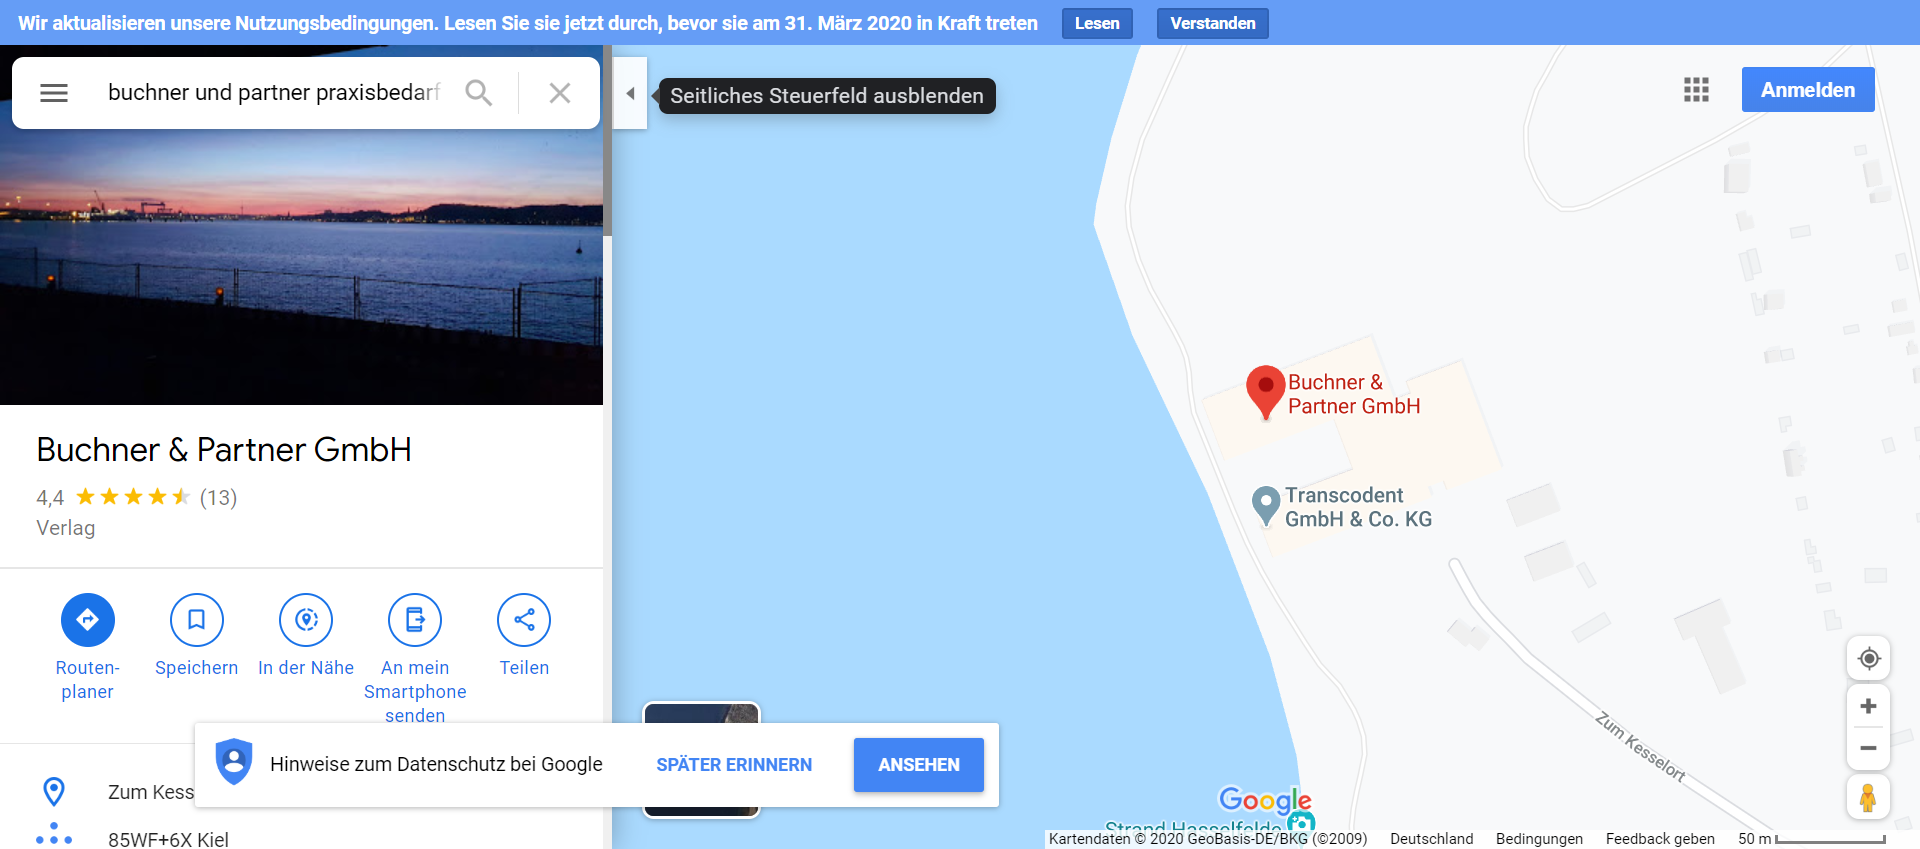 Wir aktualisieren unsere Nutzungsbedingungen. Lesen Sie sie jetzt durch, bevor sie am 31. März 2020 in Kraft treten
Lesen
Verstanden
buchner und partner praxisbedarf
Seitliches Steuerfeld ausblenden
Anmelden
Buchner & Partner GmbH
4,4 (13)
Verlag
Routen-
planer
Speichern
In der Nähe
An mein
Smartphone
senden
Teilen
Hinweise zum Datenschutz bei Google
SPÄTER ERINNERN
ANSEHEN
Zum Kess
85WF+6X Kiel
Buchner &
Partner GmbH
Transcodent
GmbH & Co. KG
Zum Kesselort
Google
Strand Hasselfelde
Kartendaten © 2020 GeoBasis-DE/BKG (©2009)
Deutschland
Bedingungen
Feedback geben
50 m